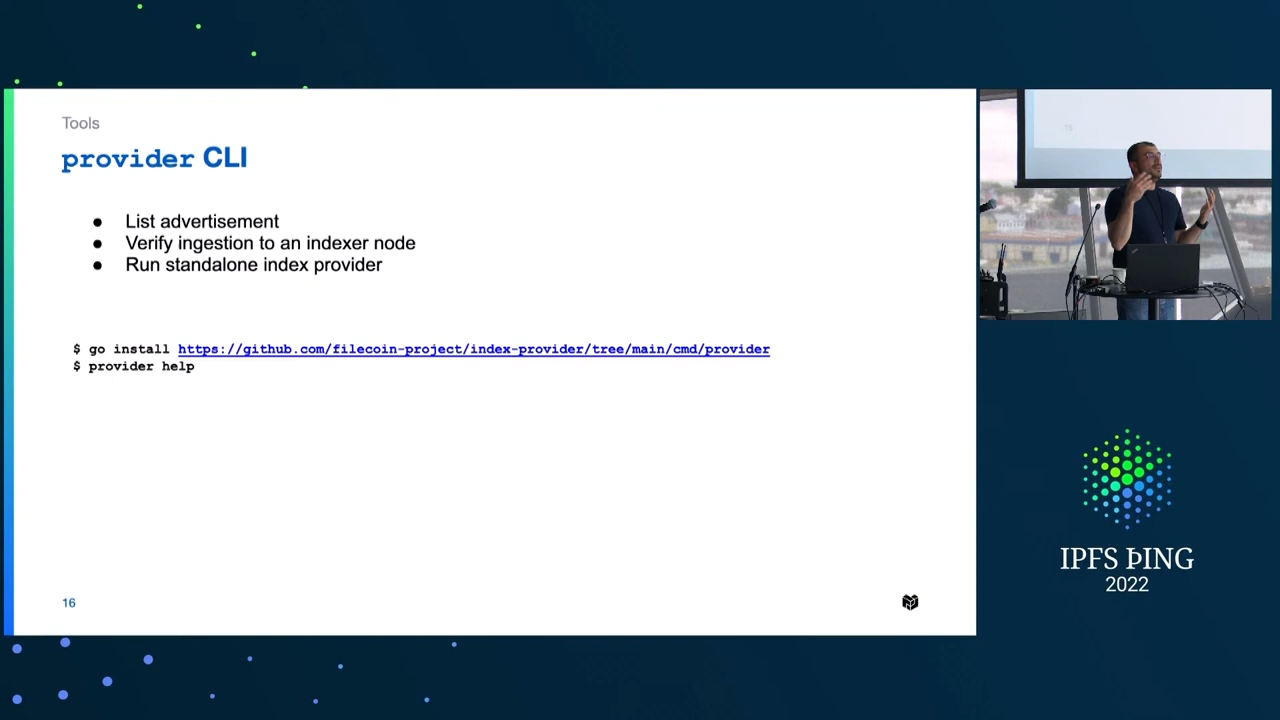 Tools
provider CLI
● List advertisement
● Verify ingestion to an indexer node
● Run standalone index provider
$ go install https://github.com/filecoin-project/index-provider/tree/main/cmd/provider
$ provider help
16
15
IPFS ÞING
2022